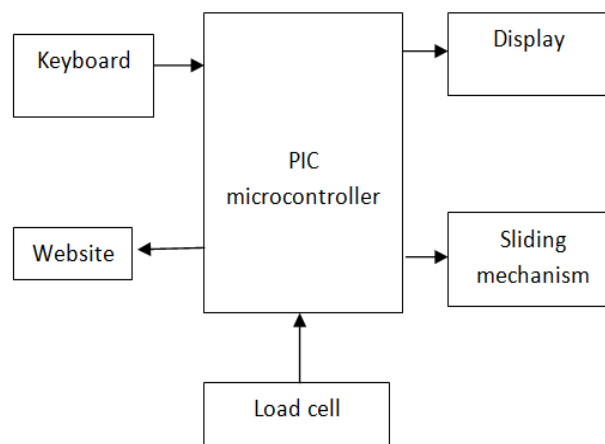 Keyboard
Display
PIC
microcontroller
Website
Sliding
mechanism
Load cell